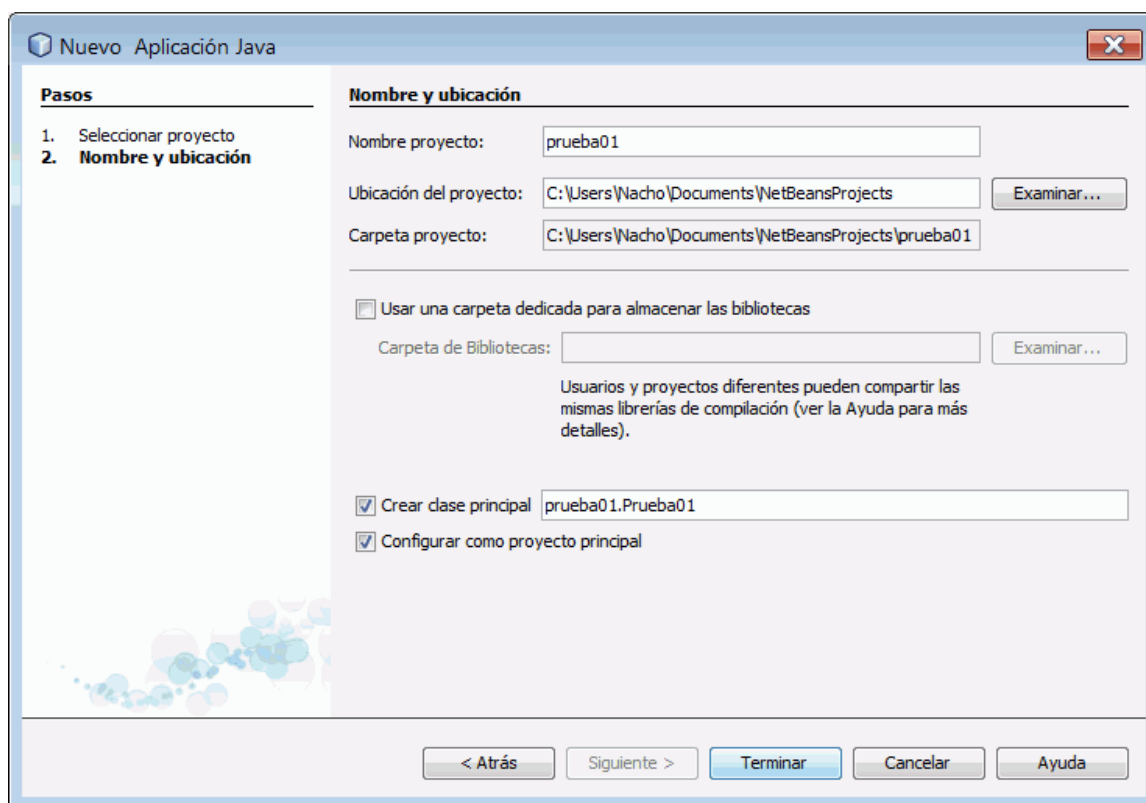 Nuevo  Aplicación Java
Pasos
1. Seleccionar proyecto
2. Nombre y ubicación
Nombre y ubicación
Nombre proyecto: prueba01
Ubicación del proyecto: C:\Users\Nacho\Documents\NetBeansProjects Examinar...
Carpeta proyecto: C:\Users\Nacho\Documents\NetBeansProjects\prueba01
Usar una carpeta dedicada para almacenar las bibliotecas
Carpeta de Bibliotecas: Examinar...
Usuarios y proyectos diferentes pueden compartir las
mismas librerías de compilación (ver la Ayuda para más
detalles).
Crear clase principal prueba01.Prueba01
Configurar como proyecto principal
< Atrás Siguiente > Terminar Cancelar Ayuda